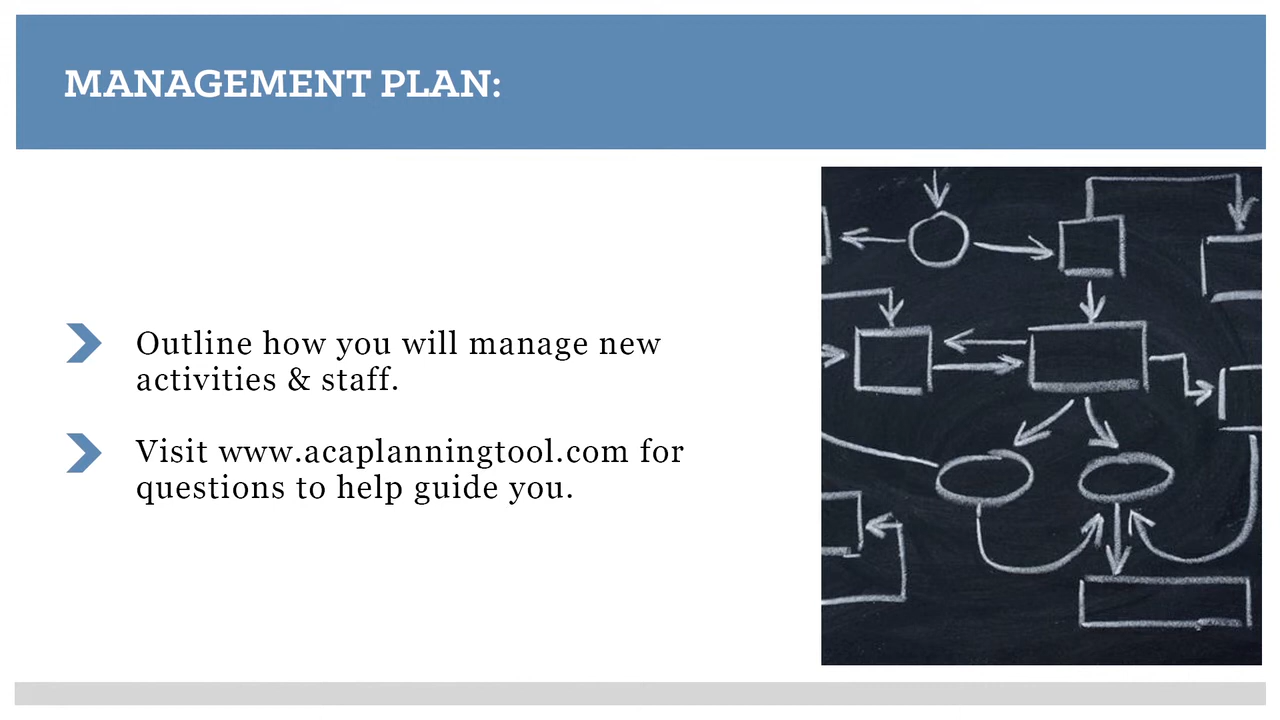 MANAGEMENT PLAN:
Outline how you will manage new
activities & staff.
Visit www.acaplanningtool.com for
questions to help guide you.